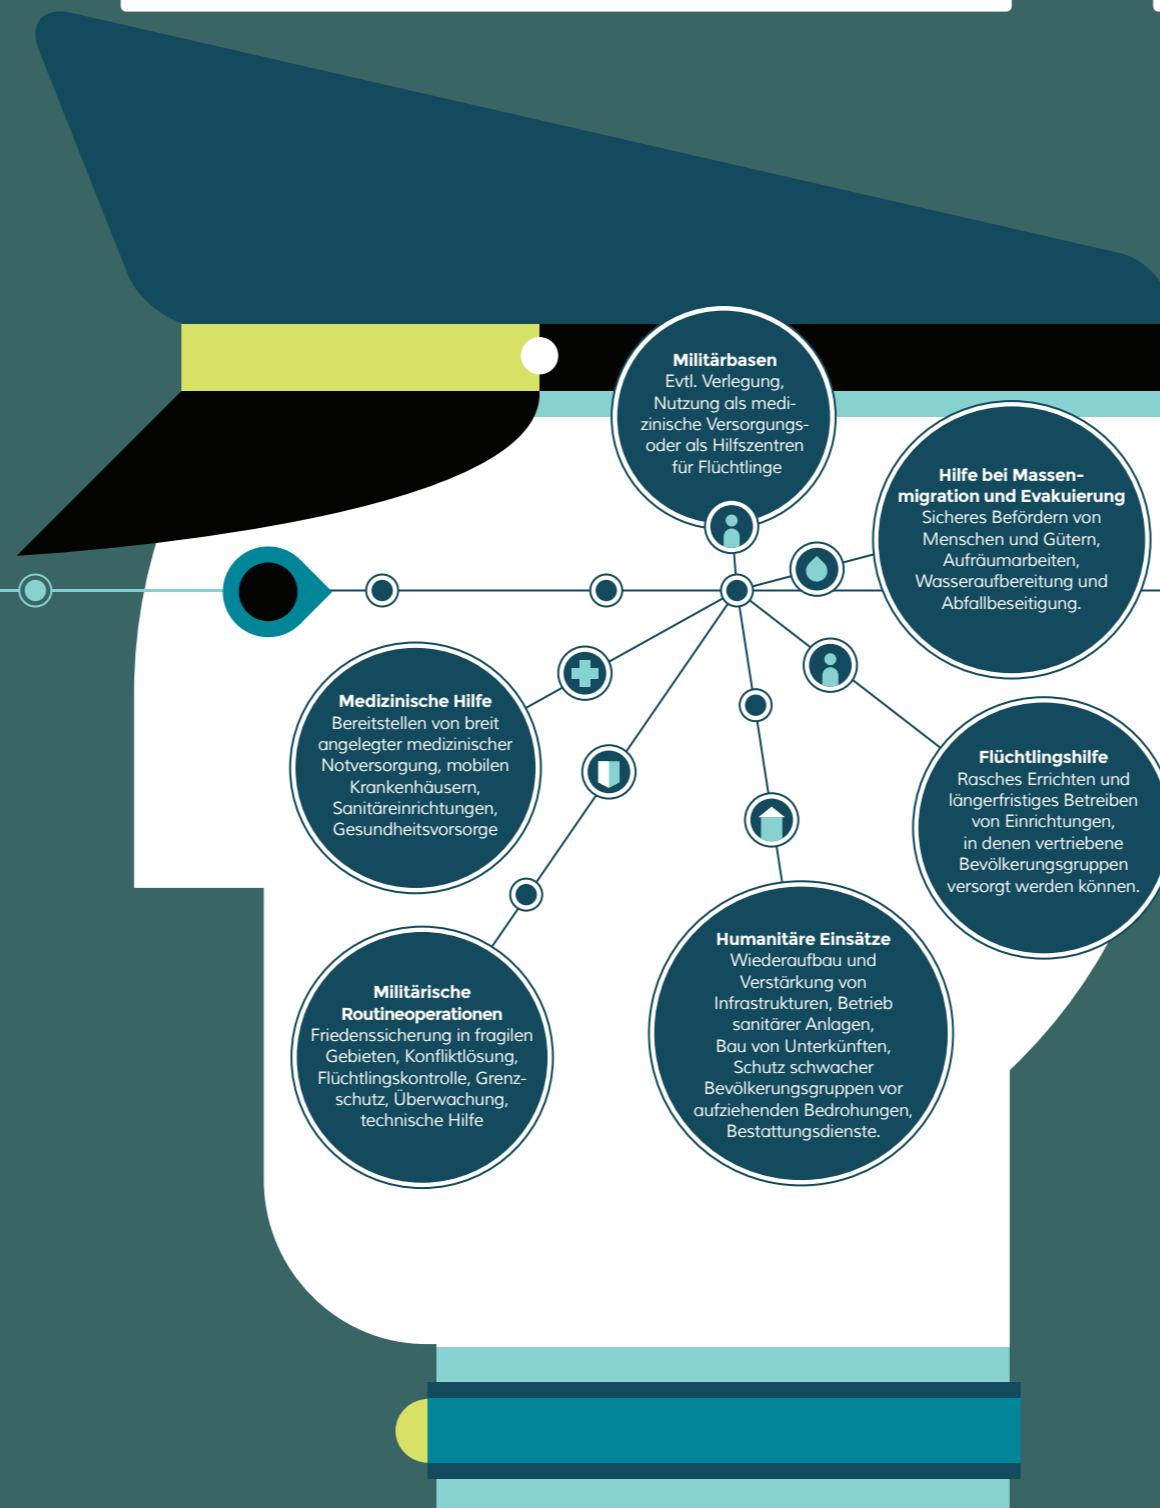 Militärbasen
Evtl. Verlegung,
Nutzung als medi-
zinische Versorgungs-
oder als Hilfszentren
für Flüchtlinge
Hilfe bei Massen-
migration und Evakuierung
Sicheres Befördern von
Menschen und Gütern,
Aufräumarbeiten,
Wasseraufbereitung und
Abfallbeseitigung.
Medizinische Hilfe
Bereitstellen von breit
angelegter medizinischer
Notversorgung, mobilen
Krankenhäusern,
Sanitäreinrichtungen,
Gesundheitsvorsorge
Flüchtlingshilfe
Rasches Errichten und
längerfristiges Betreiben
von Einrichtungen,
in denen vertriebene
Bevölkerungsgruppen
versorgt werden können.
Militärische
Routineoperationen
Friedenssicherung in fragilen
Gebieten, Konfliktlösung,
Flüchtlingskontrolle, Grenz-
schutz, Überwachung,
technische Hilfe
Humanitäre Einsätze
Wiederaufbau und
Verstärkung von
Infrastrukturen, Betrieb
sanitärer Anlagen,
Bau von Unterkünften,
Schutz schwacher
Bevölkerungsgruppen vor
aufziehenden Bedrohungen,
Bestattungsdienste.